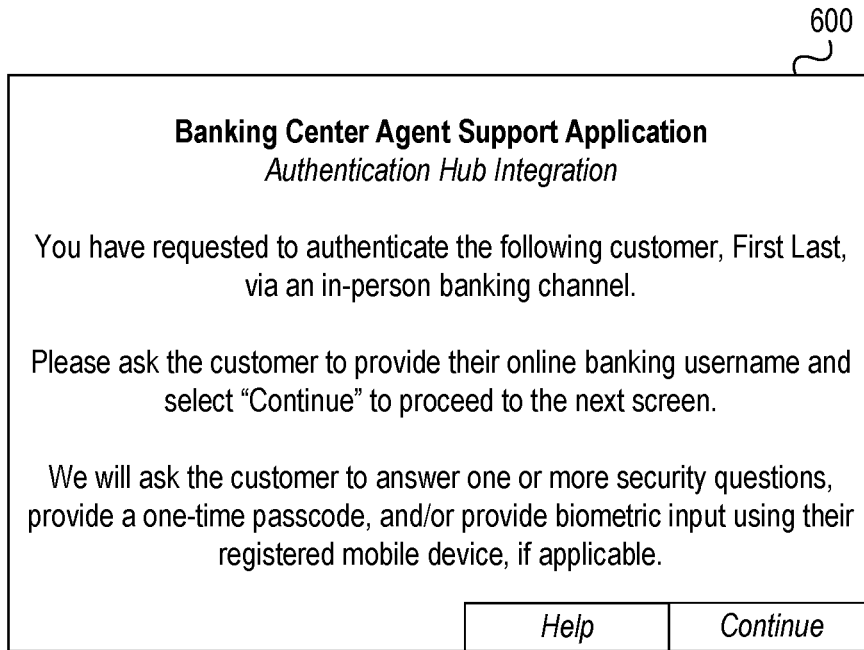 600
Banking Center Agent Support Application
Authentication Hub Integration
You have requested to authenticate the following customer, First Last,
via an in-person banking channel.
Please ask the customer to provide their online banking username and
select “Continue” to proceed to the next screen.
We will ask the customer to answer one or more security questions,
provide a one-time passcode, and/or provide biometric input using their
registered mobile device, if applicable.
Help
Continue